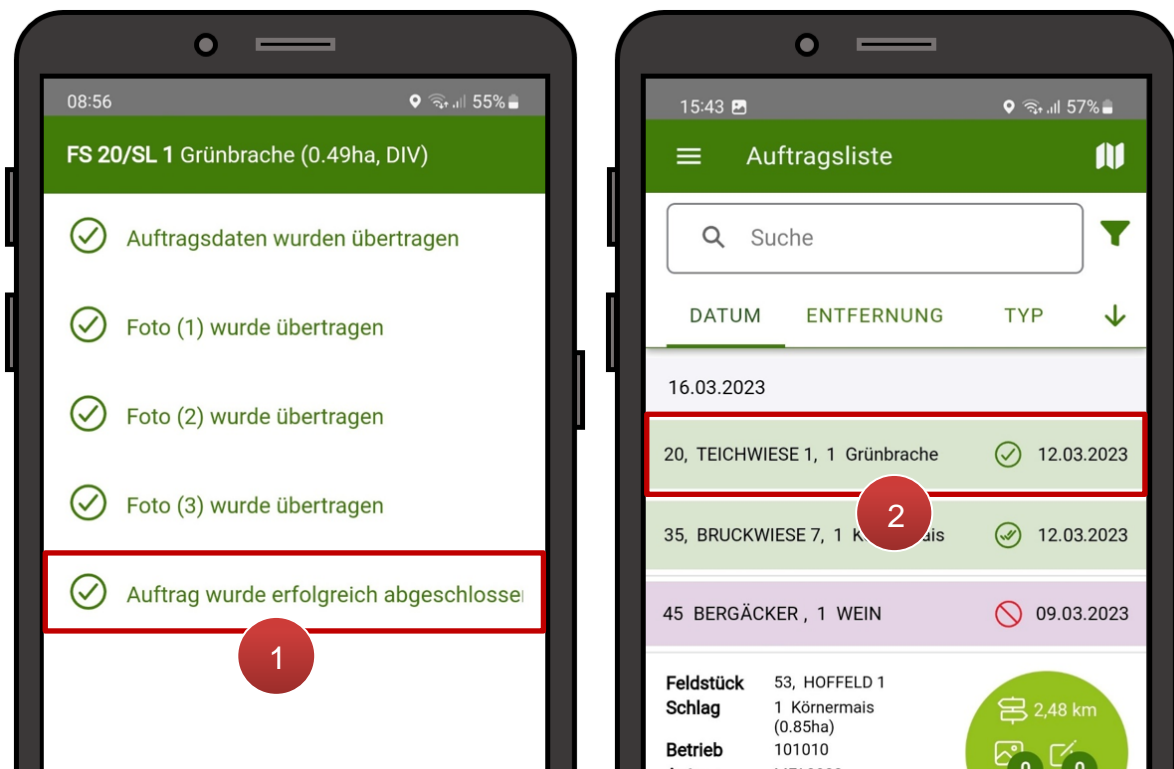 08:56
55%
FS 20/SL 1 Grünbrache (0.49ha, DIV)
Auftragsdaten wurden übertragen
Foto (1) wurde übertragen
Foto (2) wurde übertragen
Foto (3) wurde übertragen
Auftrag wurde erfolgreich
1
15:43
57%
Auftragsliste
Suche
DATUM ENTFERNUNG TYP
16.03.2023
20, TEICHWIESE 1, 1 Grünbrache 12.03.2023
2
35, BRUCKWIESE 7, 1 12.03.2023
45 BERGÄCKER , 1 WEIN 09.03.2023
Feldstück 53, HOFFELD 1
Schlag 1 Körnermais
(0.85ha)
2,48 km
Betrieb 101010
0 0